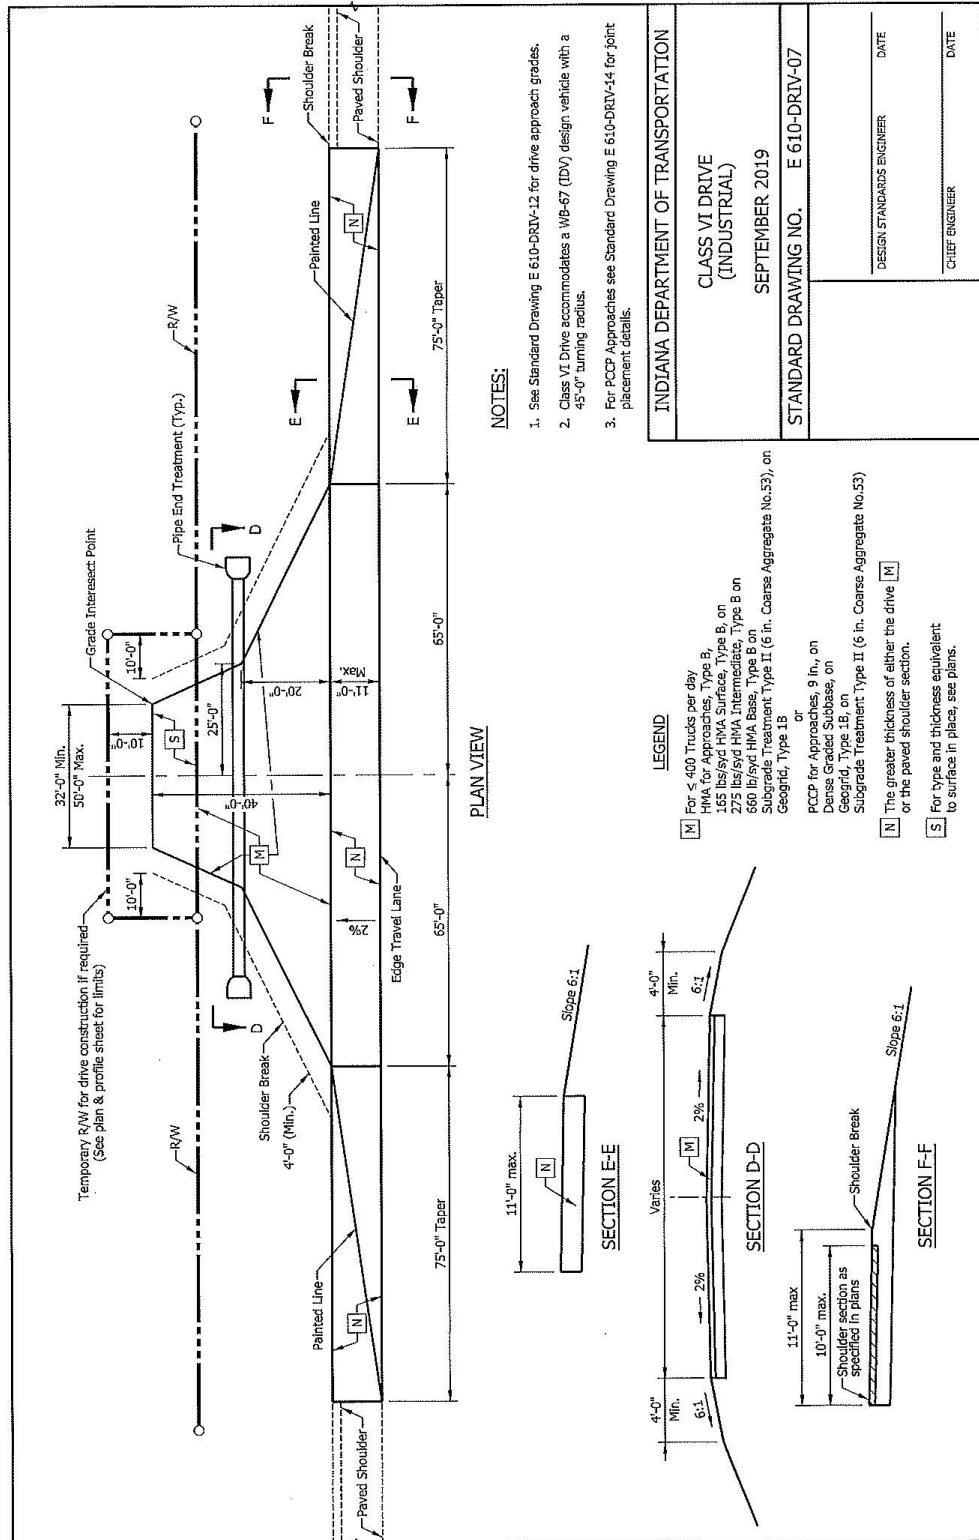 Temporary R/W for drive construction if required
(See plan & profile sheet for limits)
32'-0" Min.
50'-0" Max.
Grade Interesect Point
10'-0"
10'-0"
10'-0"
S
R/W
R/W
Pipe End Treatment (Typ.)
25'-0"
40'-0"
20'-0"
11'-0"
Max.
M
D
D
Shoulder Break
4'-0" (Min.)
2%
N
Edge Travel Lane
Painted Line
N
Painted Line
N
E
E
F
F
Shoulder Break
Paved Shoulder
Paved Shoulder
75'-0" Taper
65'-0"
65'-0"
75'-0" Taper
PLAN VIEW
11'-0" max.
N
Slope 6:1
SECTION E-E
4'-0"
Min.
Varies
4'-0"
Min.
6:1
2%
M
2%
6:1
SECTION D-D
11'-0" max
10'-0" max.
Shoulder section as
specified in plans
Shoulder Break
Slope 6:1
SECTION F-F
LEGEND
M For ≤ 400 Trucks per day
HMA for Approaches, Type B,
165 lbs/syd HMA Surface, Type B, on
275 lbs/syd HMA Intermediate, Type B on
660 lb/syd HMA Base, Type B on
Subgrade Treatment Type II (6 in. Coarse Aggregate No.53), on
Geogrid, Type 1B
or
PCCP for Approaches, 9 in., on
Dense Graded Subbase, on
Geogrid, Type 1B, on
Subgrade Treatment Type II (6 in. Coarse Aggregate No.53)
N The greater thickness of either the drive M
or the paved shoulder section.
S For type and thickness equivalent
to surface in place, see plans.
NOTES:
1. See Standard Drawing E 610-DRIV-12 for drive approach grades.
2. Class VI Drive accommodates a WB-67 (IDV) design vehicle with a
45'-0" turning radius.
3. For PCCP Approaches see Standard Drawing E 610-DRIV-14 for joint
placement details.
INDIANA DEPARTMENT OF TRANSPORTATION
CLASS VI DRIVE
(INDUSTRIAL)
SEPTEMBER 2019
STANDARD DRAWING NO. E 610-DRIV-07
DESIGN STANDARDS ENGINEER DATE
CHIEF ENGINEER DATE